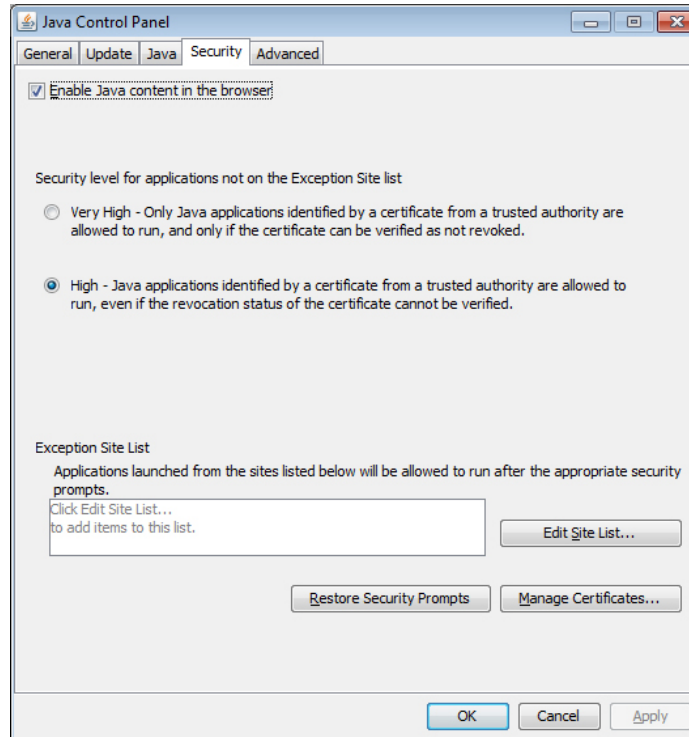 Java Control Panel
General Update Java Security Advanced
Enable Java content in the browser
Security level for applications not on the Exception Site list
Very High - Only Java applications identified by a certificate from a trusted authority are
allowed to run, and only if the certificate can be verified as not revoked.
High - Java applications identified by a certificate from a trusted authority are allowed to
run, even if the revocation status of the certificate cannot be verified.
Exception Site List
Applications launched from the sites listed below will be allowed to run after the appropriate security
prompts.
Click Edit Site List...
to add items to this list.
Edit Site List...
Restore Security Prompts Manage Certificates...
OK Cancel Apply